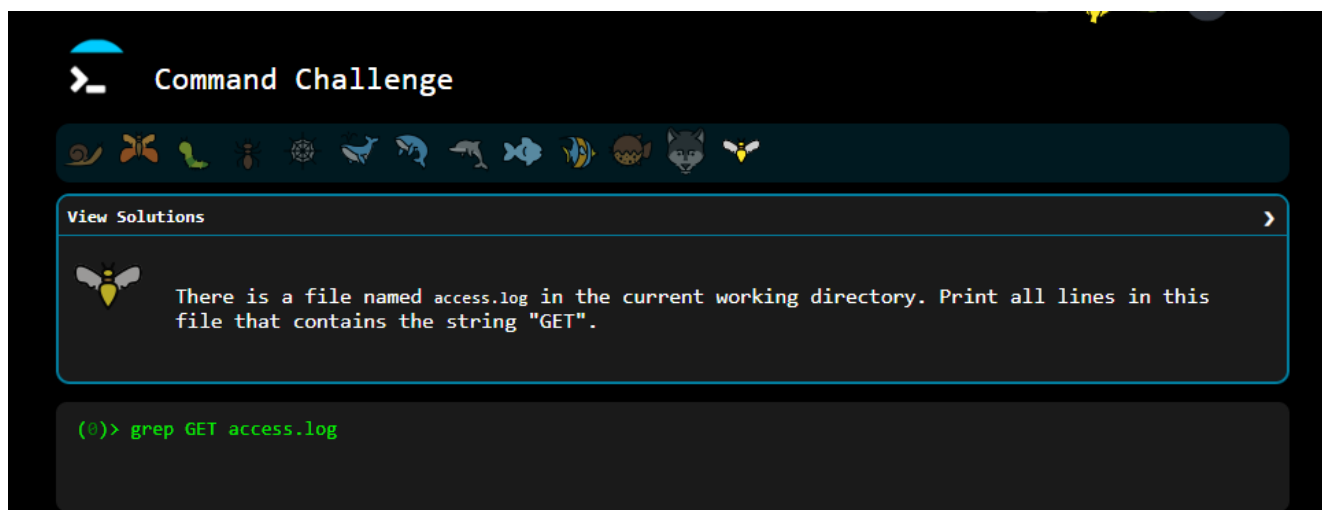 >_ Command Challenge
View Solutions ❯
There is a file named access.log in the current working directory. Print all lines in this
file that contains the string "GET".
(0)> grep GET access.log